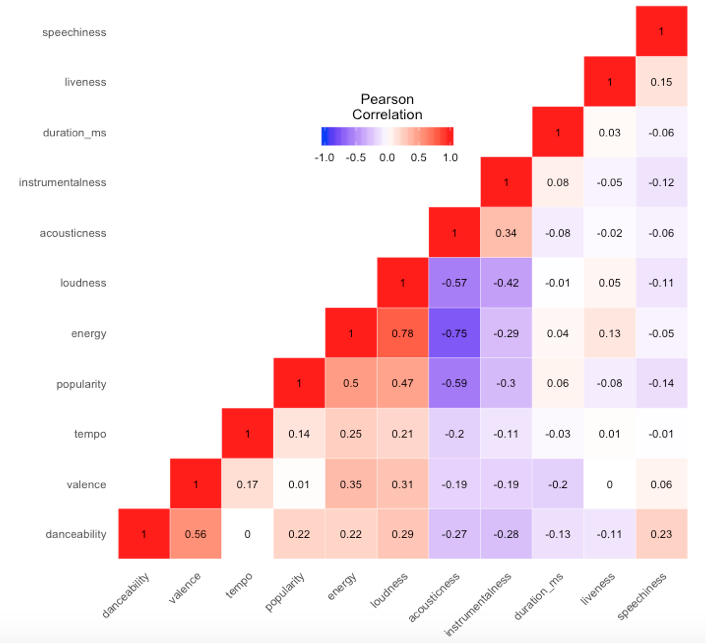 speechiness 1
liveness 1 0.15
Pearson
Correlation
-1.0 -0.5 0.0 0.5 1.0
duration_ms 1 0.03 -0.06
instrumentalness 1 0.08 -0.05 -0.12
acousticness 1 0.34 -0.08 -0.02 -0.06
loudness 1 -0.57 -0.42 -0.01 0.05 -0.11
energy 1 0.78 -0.75 -0.29 0.04 0.13 -0.05
popularity 1 0.5 0.47 -0.59 -0.3 0.06 -0.08 -0.14
tempo 1 0.14 0.25 0.21 -0.2 -0.11 -0.03 0.01 -0.01
valence 1 0.17 0.01 0.35 0.31 -0.19 -0.19 -0.2 0 0.06
danceability 1 0.56 0 0.22 0.22 0.29 -0.27 -0.28 -0.13 -0.11 0.23
danceability valence tempo popularity energy loudness acousticness instrumentalness duration_ms liveness speechiness